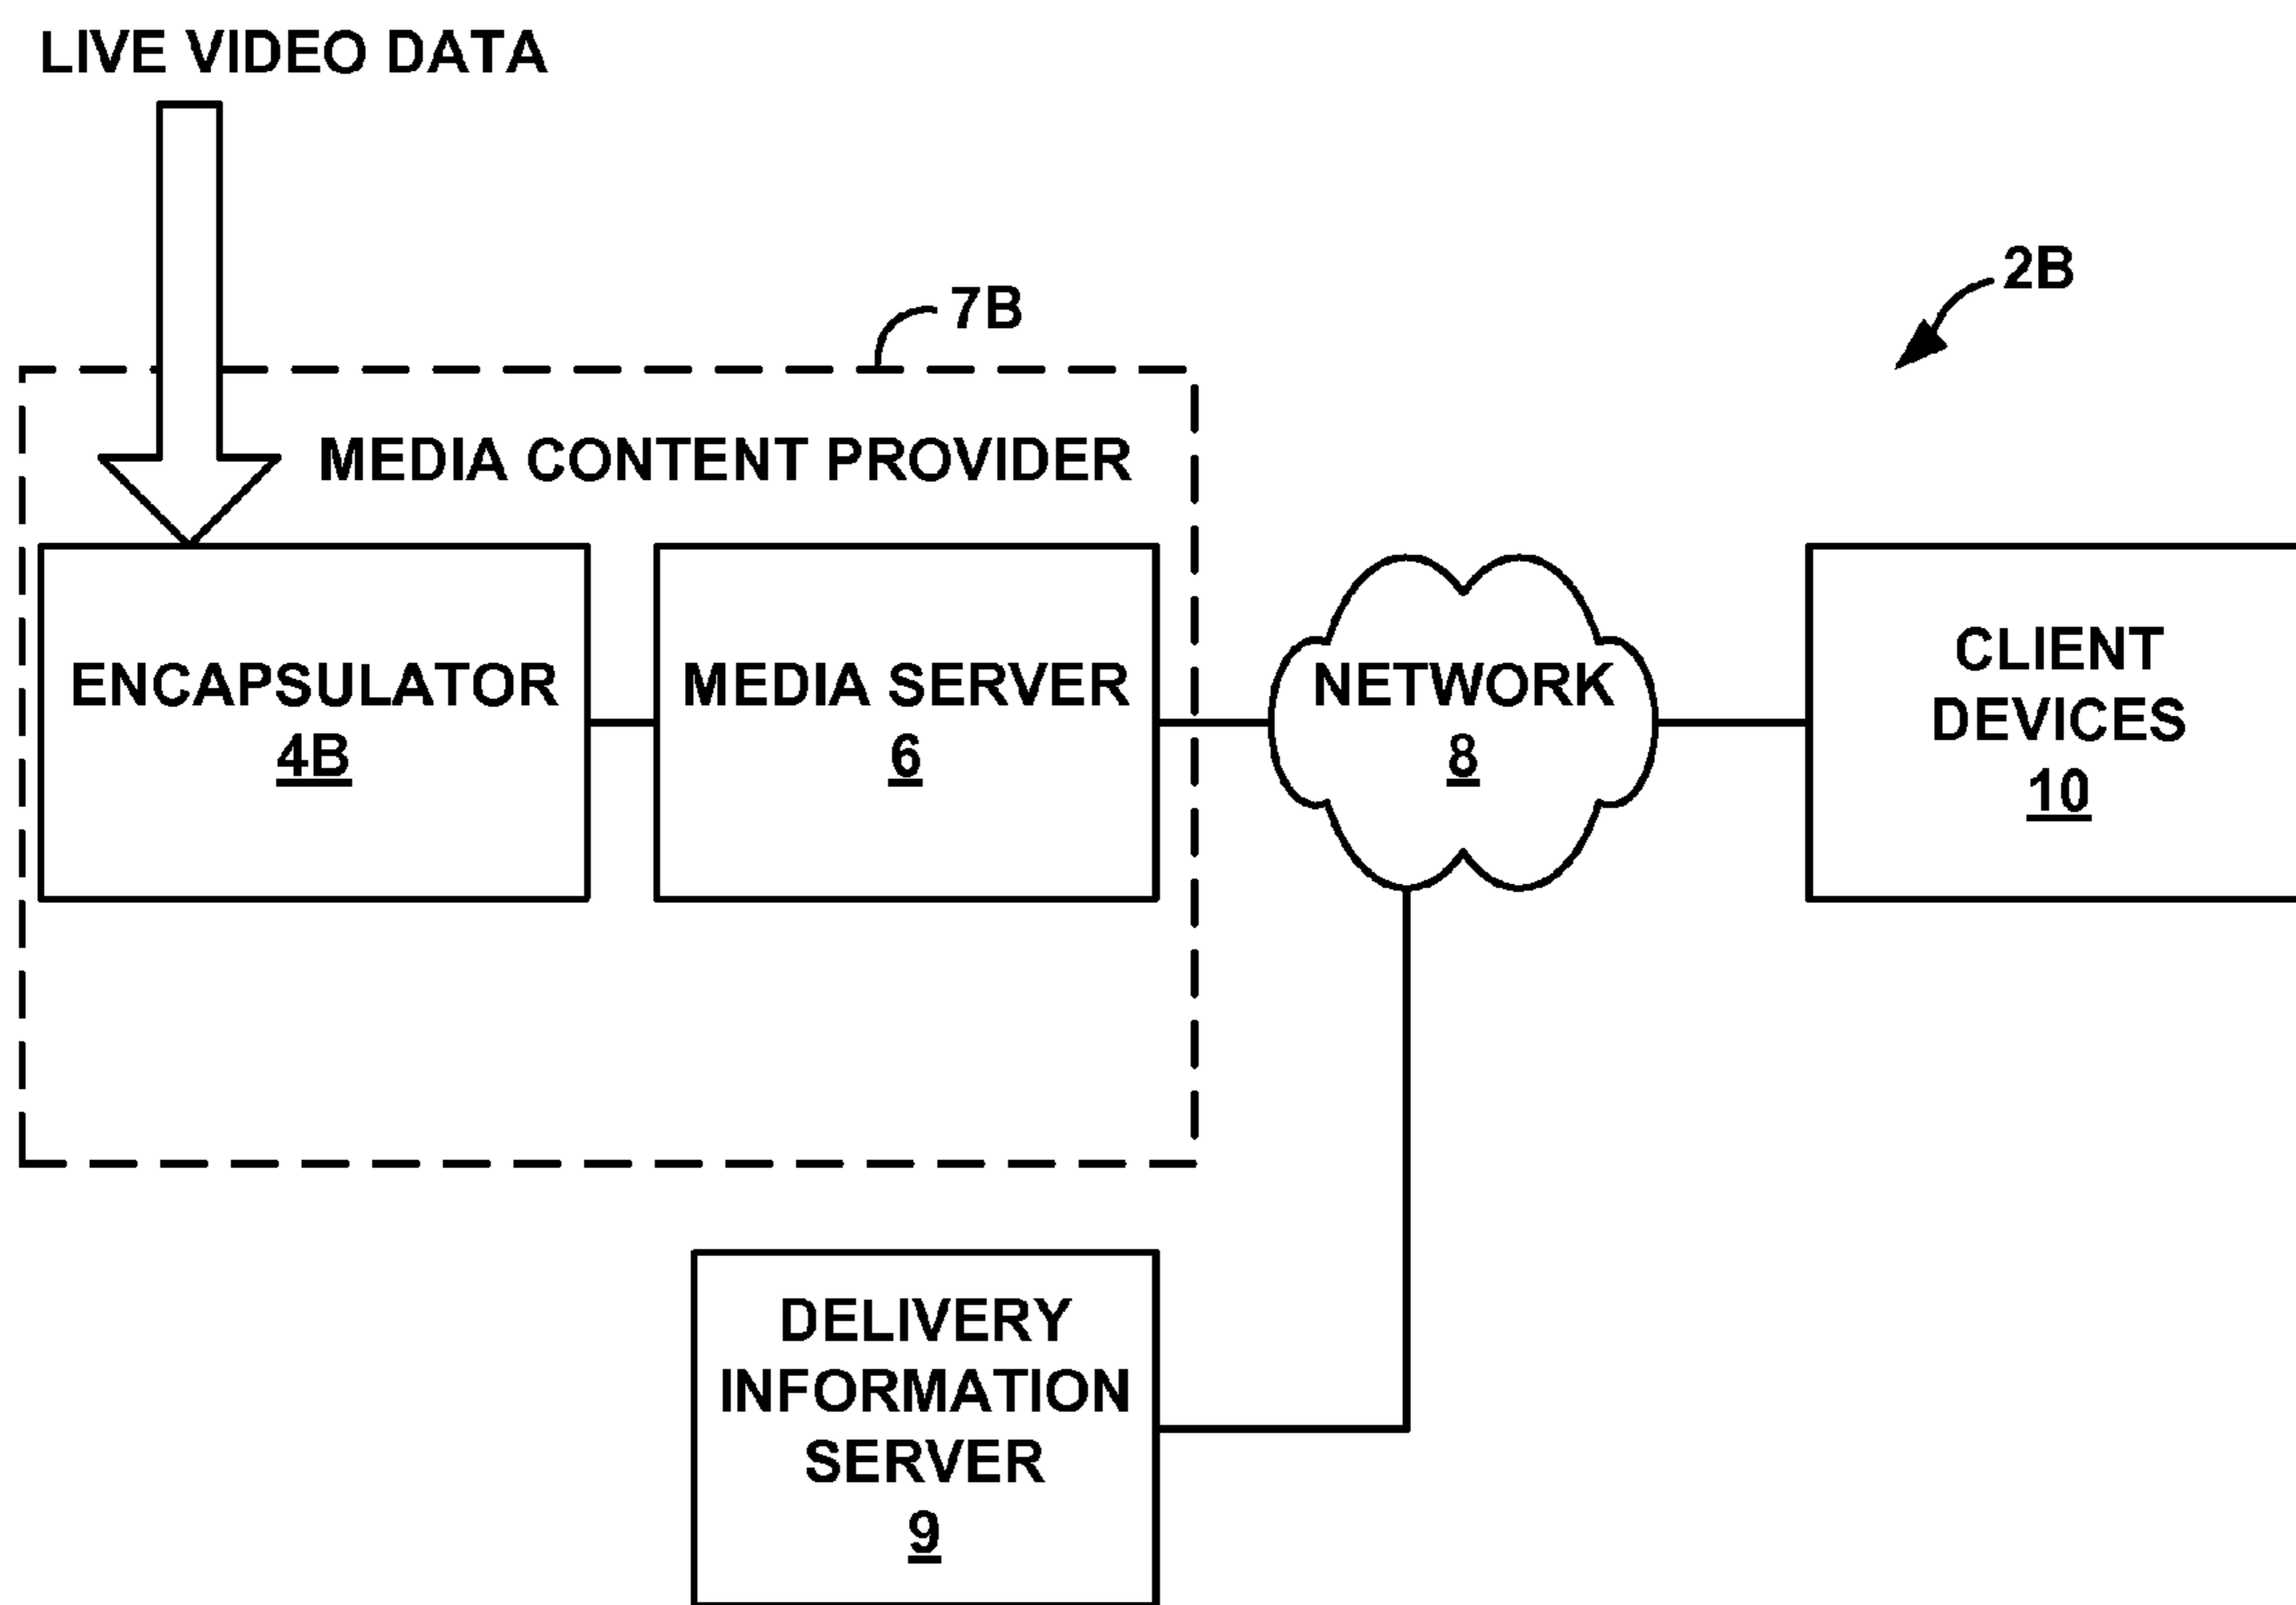 LIVE VIDEO DATA
2B
7B
MEDIA CONTENT PROVIDER
ENCAPSULATOR
4B
MEDIA SERVER
6
NETWORK
8
CLIENT
DEVICES
10
DELIVERY
INFORMATION
SERVER
9